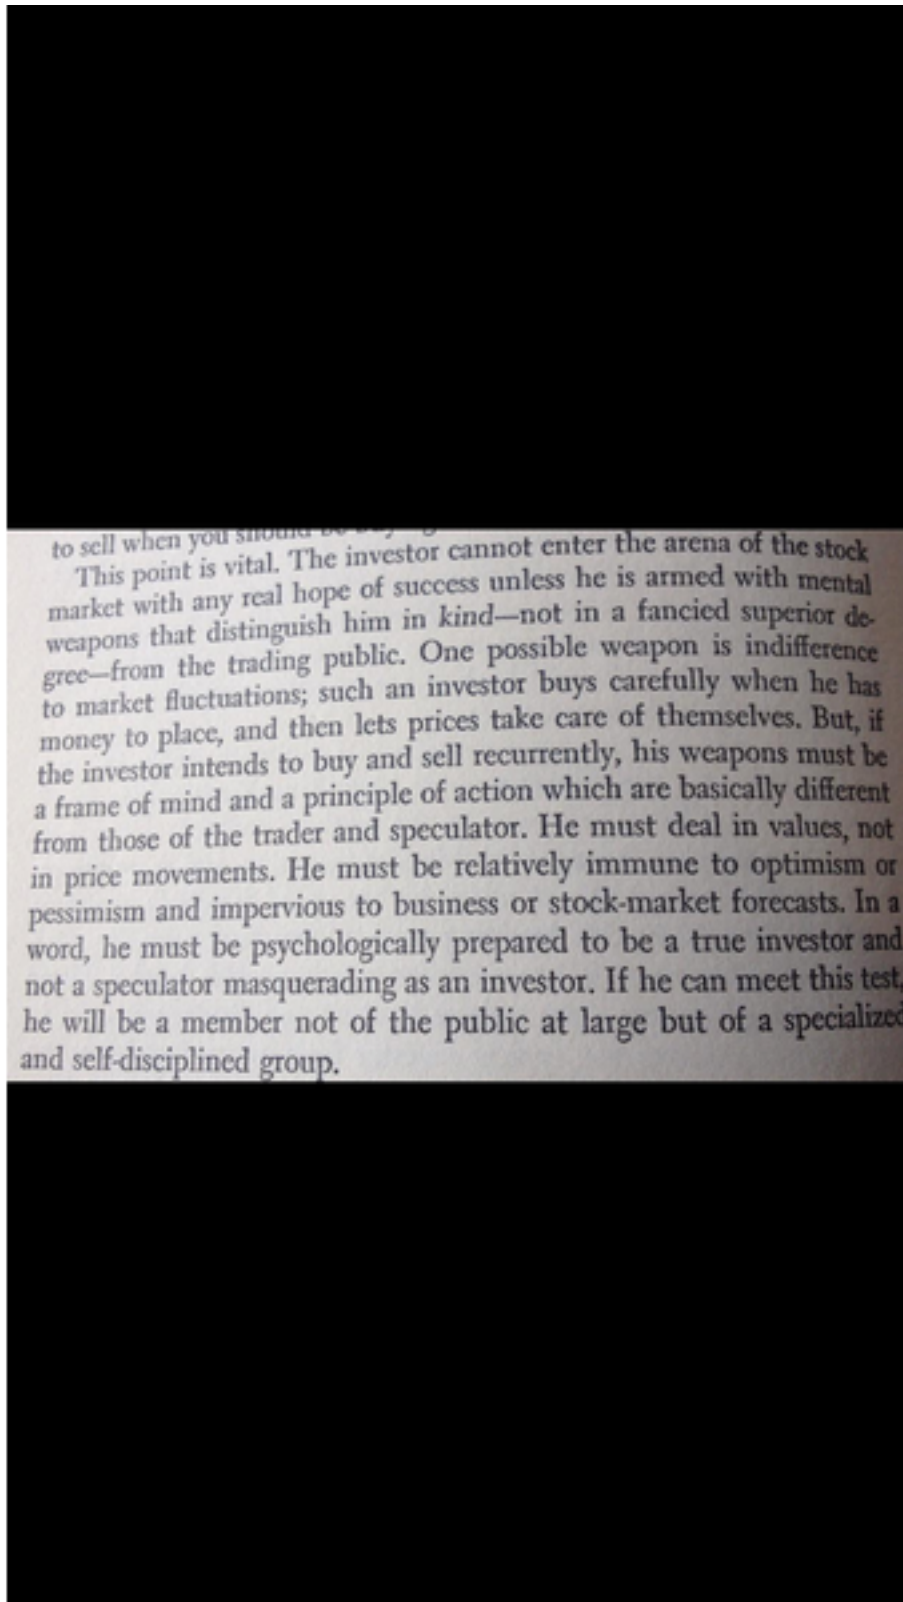 to sell when you should be
This point is vital. The investor cannot enter the arena of the stock
market with any real hope of success unless he is armed with mental
weapons that distinguish him in kind—not in a fancied superior de-
gree—from the trading public. One possible weapon is indifference
to market fluctuations; such an investor buys carefully when he has
money to place, and then lets prices take care of themselves. But, if
the investor intends to buy and sell recurrently, his weapons must be
a frame of mind and a principle of action which are basically different
from those of the trader and speculator. He must deal in values, not
in price movements. He must be relatively immune to optimism or
pessimism and impervious to business or stock-market forecasts. In a
word, he must be psychologically prepared to be a true investor and
not a speculator masquerading as an investor. If he can meet this test,
he will be a member not of the public at large but of a specialized
and self-disciplined group.